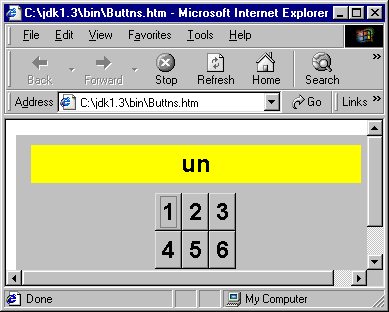 C:\jdk1.3\bin\Buttns.htm - Microsoft Internet Explorer
File Edit View Favorites Tools Help
Back Forward Stop Refresh Home Search »
Address C:\jdk1.3\bin\Buttns.htm Go Links »
un
1 2 3
4 5 6
Done My Computer